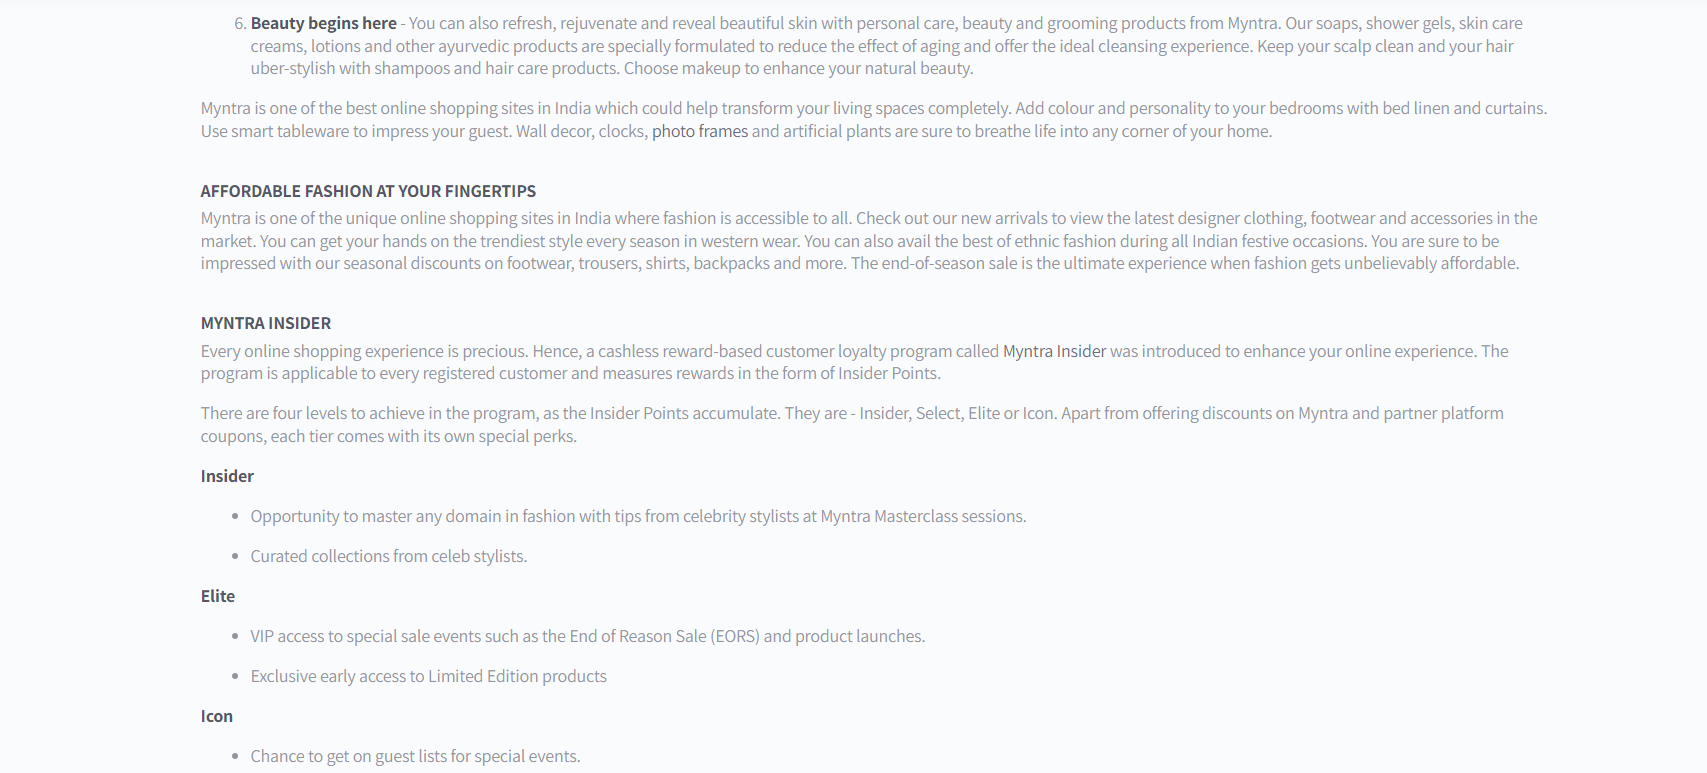 6. Beauty begins here - You can also refresh, rejuvenate and reveal beautiful skin with personal care, beauty and grooming products from Myntra. Our soaps, shower gels, skin care
creams, lotions and other ayurvedic products are specially formulated to reduce the effect of aging and offer the ideal cleansing experience. Keep your scalp clean and your hair
uber-stylish with shampoos and hair care products. Choose makeup to enhance your natural beauty.
Myntra is one of the best online shopping sites in India which could help transform your living spaces completely. Add colour and personality to your bedrooms with bed linen and curtains.
Use smart tableware to impress your guest. Wall decor, clocks, photo frames and artificial plants are sure to breathe life into any corner of your home.
AFFORDABLE FASHION AT YOUR FINGERTIPS
Myntra is one of the unique online shopping sites in India where fashion is accessible to all. Check out our new arrivals to view the latest designer clothing, footwear and accessories in the
market. You can get your hands on the trendiest style every season in western wear. You can also avail the best of ethnic fashion during all Indian festive occasions. You are sure to be
impressed with our seasonal discounts on footwear, trousers, shirts, backpacks and more. The end-of-season sale is the ultimate experience when fashion gets unbelievably affordable.
MYNTRA INSIDER
Every online shopping experience is precious. Hence, a cashless reward-based customer loyalty program called Myntra Insider was introduced to enhance your online experience. The
program is applicable to every registered customer and measures rewards in the form of Insider Points.
There are four levels to achieve in the program, as the Insider Points accumulate. They are - Insider, Select, Elite or Icon. Apart from offering discounts on Myntra and partner platform
coupons, each tier comes with its own special perks.
Insider
• Opportunity to master any domain in fashion with tips from celebrity stylists at Myntra Masterclass sessions.
• Curated collections from celeb stylists.
Elite
• VIP access to special sale events such as the End of Reason Sale (EORS) and product launches.
• Exclusive early access to Limited Edition products
Icon
• Chance to get on guest lists for special events.